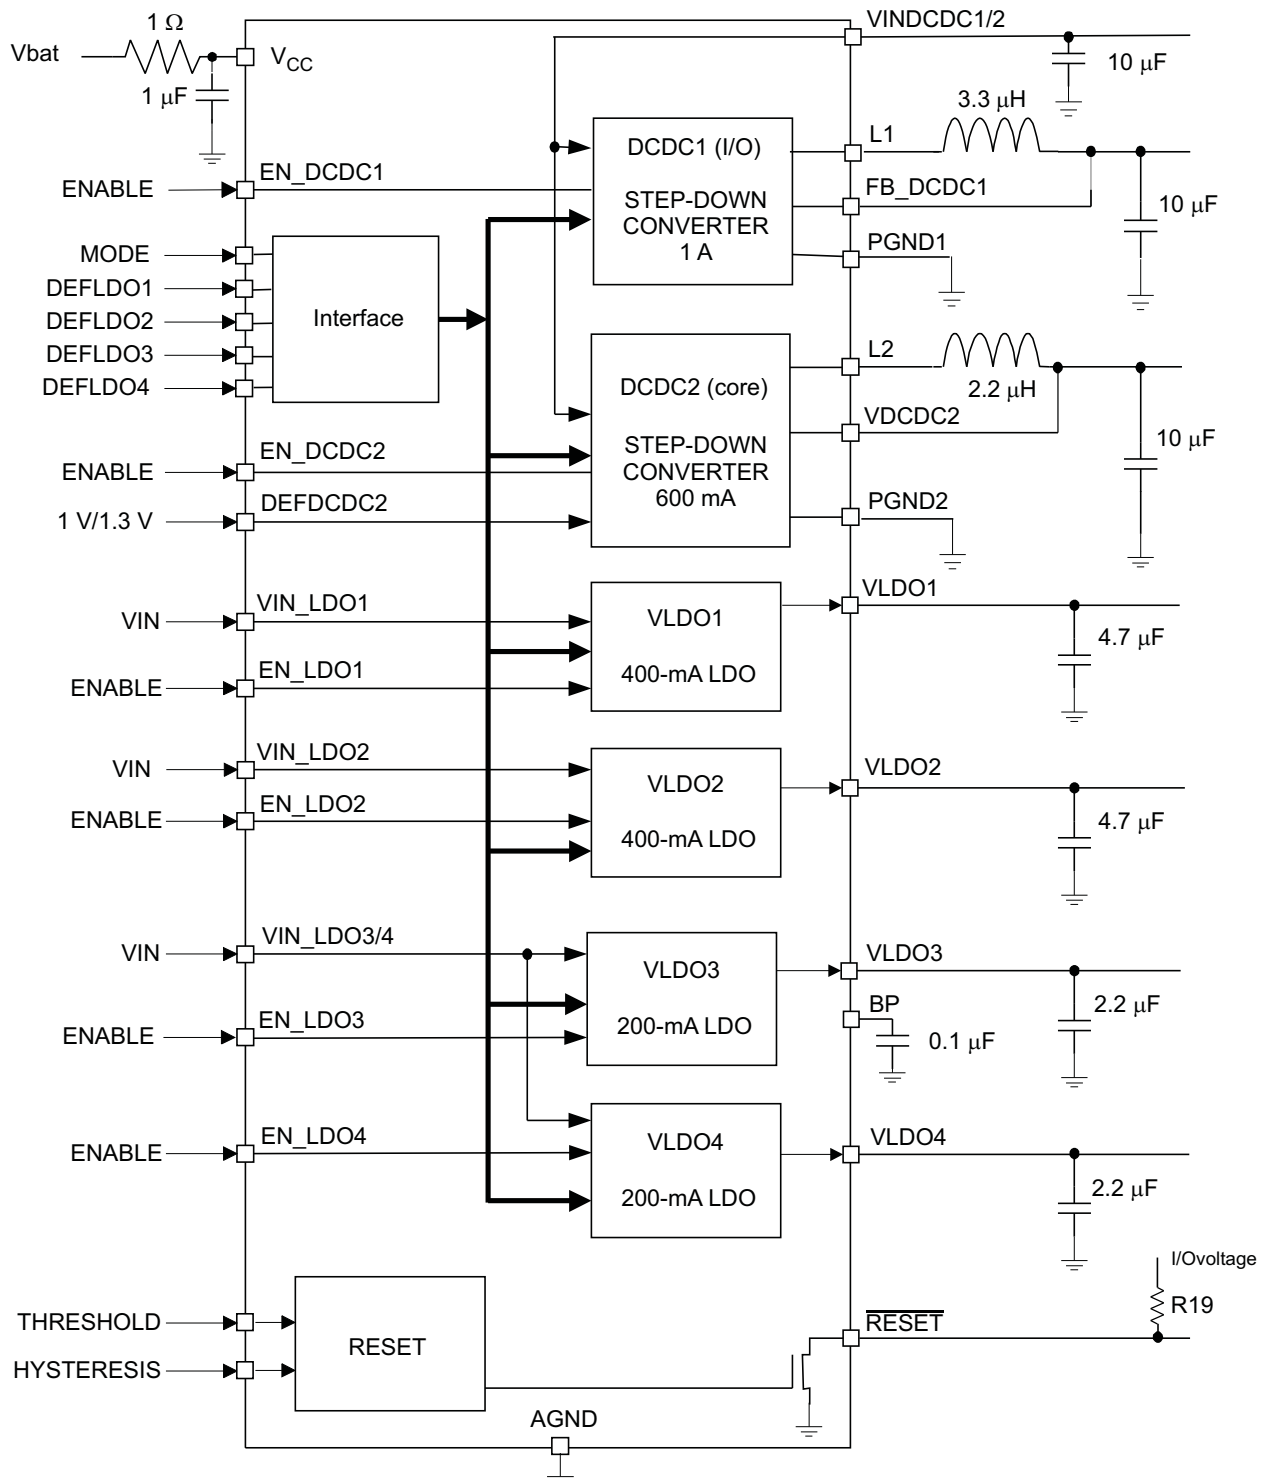 1 Ω
VINDCDC1/2
Vbat
VCC
10 μF
1 μF
3.3 μH
DCDC1 (I/O)
L1
EN_DCDC1
ENABLE
STEP-DOWN
CONVERTER
1 A
FB_DCDC1
10 μF
PGND1
MODE
DEFLDO1
DEFLDO2
DEFLDO3
DEFLDO4
Interface
L2
2.2 μH
DCDC2 (core)
VDCDC2
EN_DCDC2
ENABLE
STEP-DOWN
CONVERTER
600 mA
10 μF
DEFDCDC2
1 V/1.3 V
PGND2
VLDO1
VIN_LDO1
VIN
VLDO1
400-mA LDO
4.7 μF
EN_LDO1
ENABLE
VIN_LDO2
VIN
VLDO2
VLDO2
EN_LDO2
ENABLE
400-mA LDO
4.7 μF
VIN_LDO3/4
VIN
VLDO3
VLDO3
BP
2.2 μF
EN_LDO3
ENABLE
200-mA LDO
0.1 μF
EN_LDO4
ENABLE
VLDO4
VLDO4
200-mA LDO
2.2 μF
I/Ovoltage
R19
THRESHOLD
RESET
RESET
HYSTERESIS
AGND